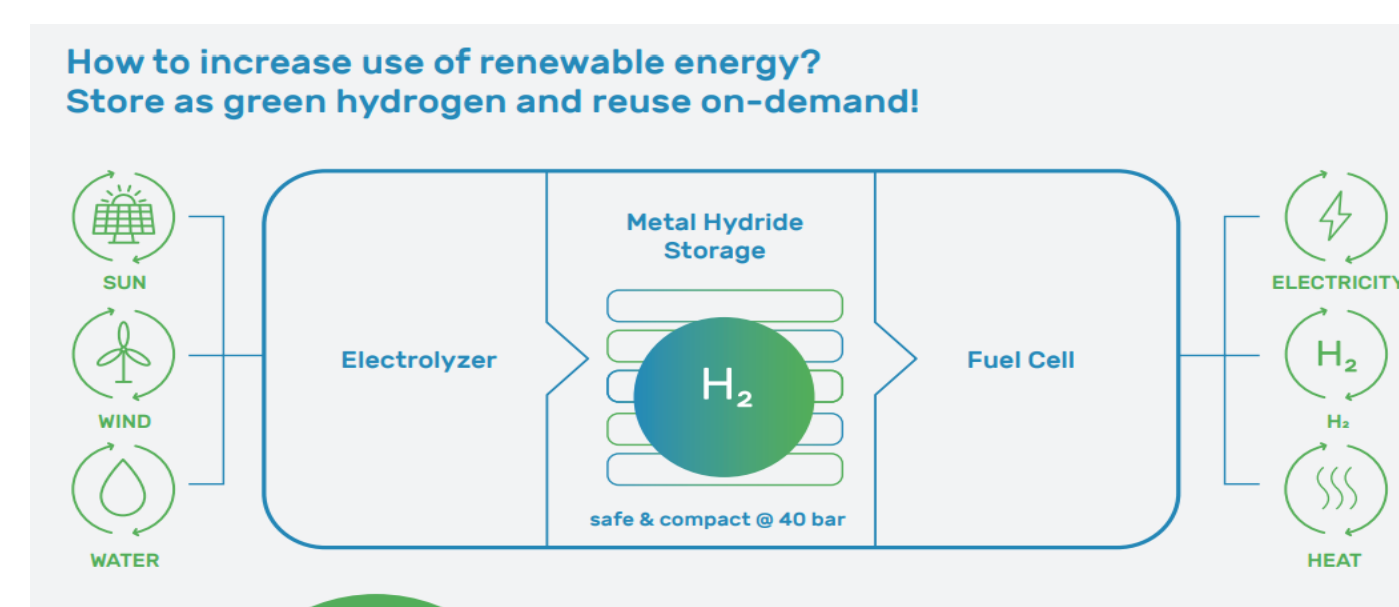 How to increase use of renewable energy?
Store as green hydrogen and reuse on-demand!
SUN
WIND
WATER
Electrolyzer
Metal Hydride
Storage
H₂
safe & compact @ 40 bar
Fuel Cell
ELECTRICITY
H₂
H₂
HEAT